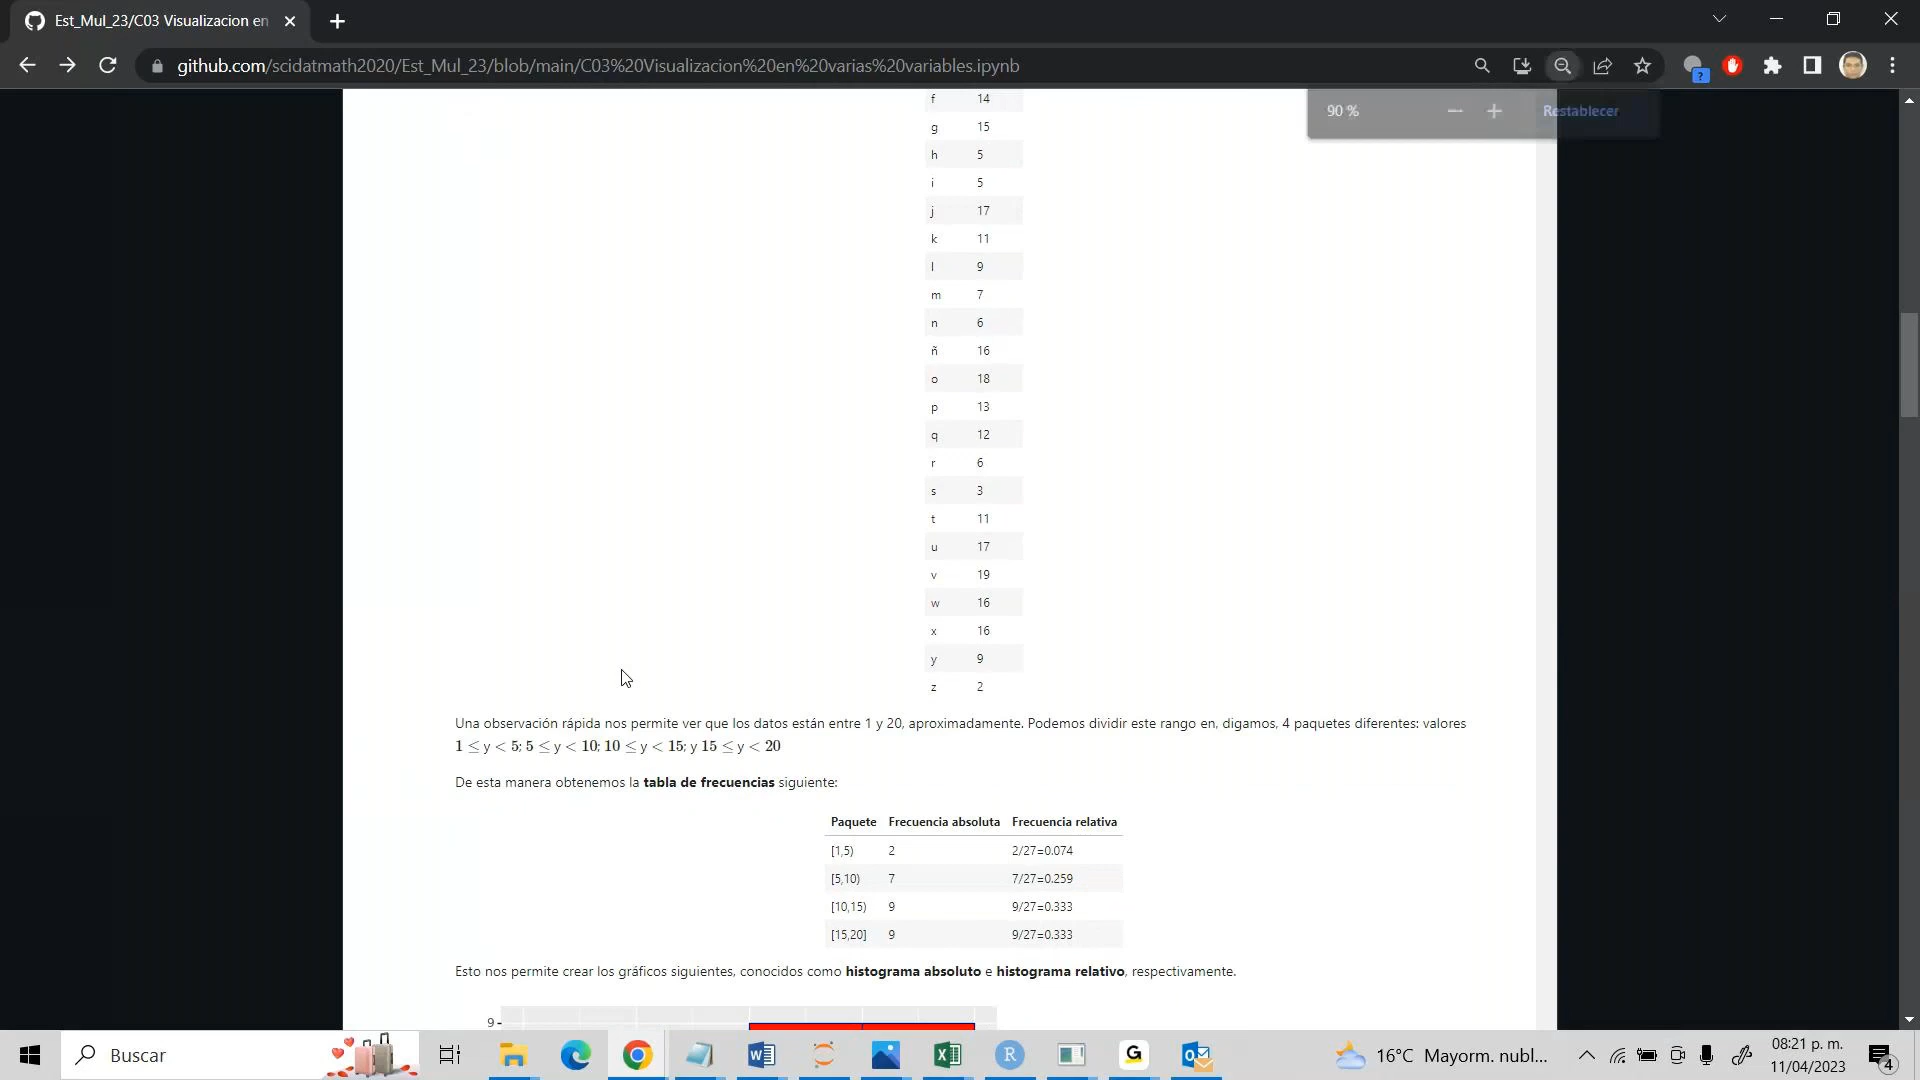 Est_Mul_23/C03 Visualizacion en
github.com/scidatmath2020/Est_Mul_23/blob/main/C03%20Visualizacion%20en%20varias%20variables.ipynb
?
90 %
Restablecer
f 14
g 15
h 5
i 5
j 17
k 11
l 9
m 7
n 6
ñ 16
o 18
p 13
q 12
r 6
s 3
t 11
u 17
v 19
w 16
x 16
y 9
z 2
Una observación rápida nos permite ver que los datos están entre 1 y 20, aproximadamente. Podemos dividir este rango en, digamos, 4 paquetes diferentes: valores
1 ≤ y < 5; 5 ≤ y < 10; 10 ≤ y < 15; y 15 ≤ y < 20
De esta manera obtenemos la tabla de frecuencias siguiente:
Paquete Frecuencia absoluta Frecuencia relativa
[1,5) 2 2/27=0.074
[5,10) 7 7/27=0.259
[10,15) 9 9/27=0.333
[15,20] 9 9/27=0.333
Esto nos permite crear los gráficos siguientes, conocidos como histograma absoluto e histograma relativo, respectivamente.
9-
Buscar
16°C Mayorm. nubl...
08:21 p. m.
11/04/2023
4